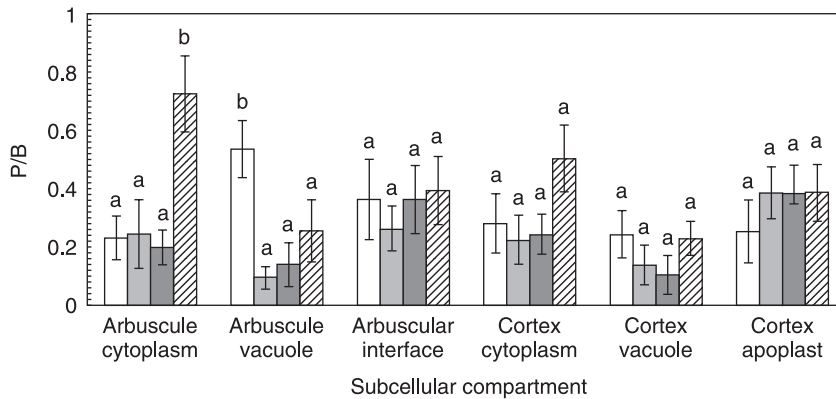 1
0.8
0.6
0.4
0.2
0
P/B
a a a b
b a a a
a a a a
a a a a
a a a a
a a a a
Arbuscule cytoplasm
Arbuscule vacuole
Arbuscular interface
Cortex cytoplasm
Cortex vacuole
Cortex apoplast
Subcellular compartment